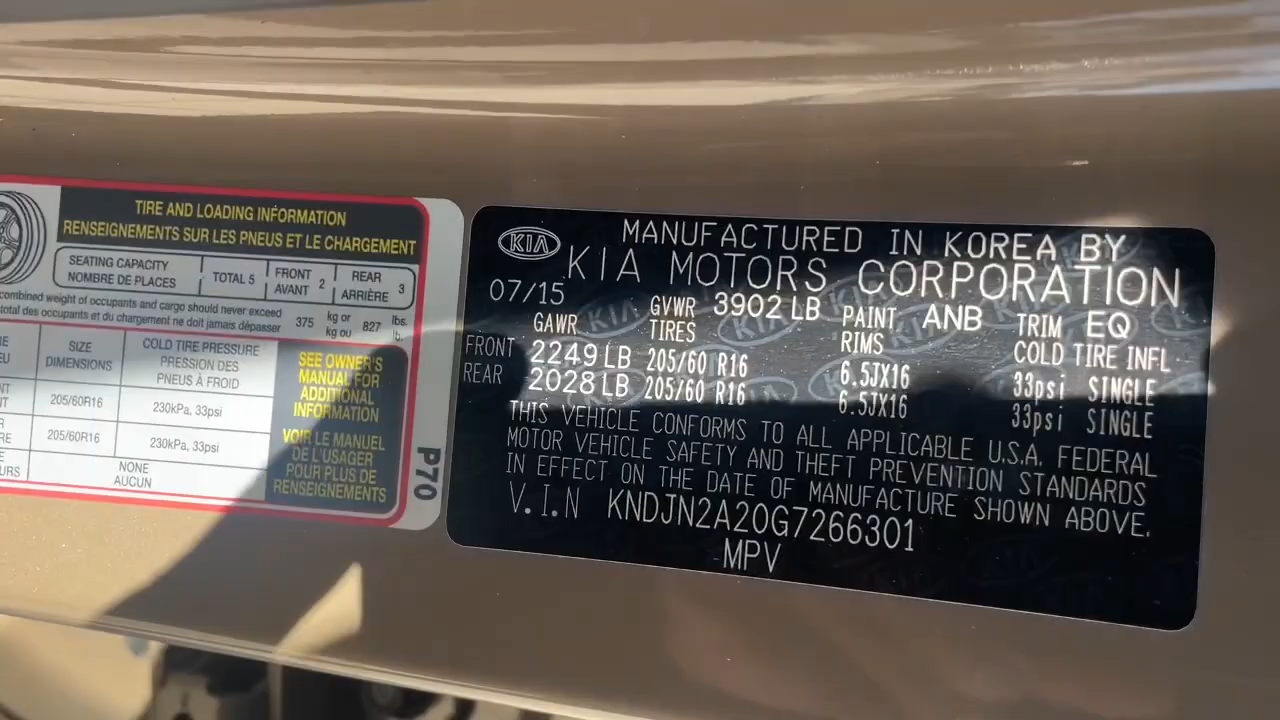 TIRE AND LOADING INFORMATION
RENSEIGNEMENTS SUR LES PNEUS ET LE CHARGEMENT
SEATING CAPACITY
NOMBRE DE PLACES
TOTAL 5
FRONT
AVANT 2
REAR
ARRIÈRE 3
combined weight of occupants and cargo should never exceed
total des occupants et du chargement ne doit jamais dépasser
375 kg or
kg ou
827 lbs.
lb.
SIZE
DIMENSIONS
COLD TIRE PRESSURE
PRESSION DES
PNEUS À FROID
205/60R16
230kPa, 33psi
205/60R16
230kPa, 33psi
NONE
AUCUN
SEE OWNER'S
MANUAL FOR
ADDITIONAL
INFORMATION
VOIR LE MANUEL
DE L'USAGER
POUR PLUS DE
RENSEIGNEMENTS
P70
KIA
MANUFACTURED IN KOREA BY
KIA MOTORS CORPORATION
07/15 GVWR 3902 LB PAINT ANB TRIM EQ
GAWR TIRES RIMS COLD TIRE INFL
FRONT 2249 LB 205/60 R16 6.5JX16 33psi SINGLE
REAR 2028 LB 205/60 R16 6.5JX16 33psi SINGLE
THIS VEHICLE CONFORMS TO ALL APPLICABLE U.S.A. FEDERAL
MOTOR VEHICLE SAFETY AND THEFT PREVENTION STANDARDS
IN EFFECT ON THE DATE OF MANUFACTURE SHOWN ABOVE.
V.I.N KNDJN2A20G7266301
MPV